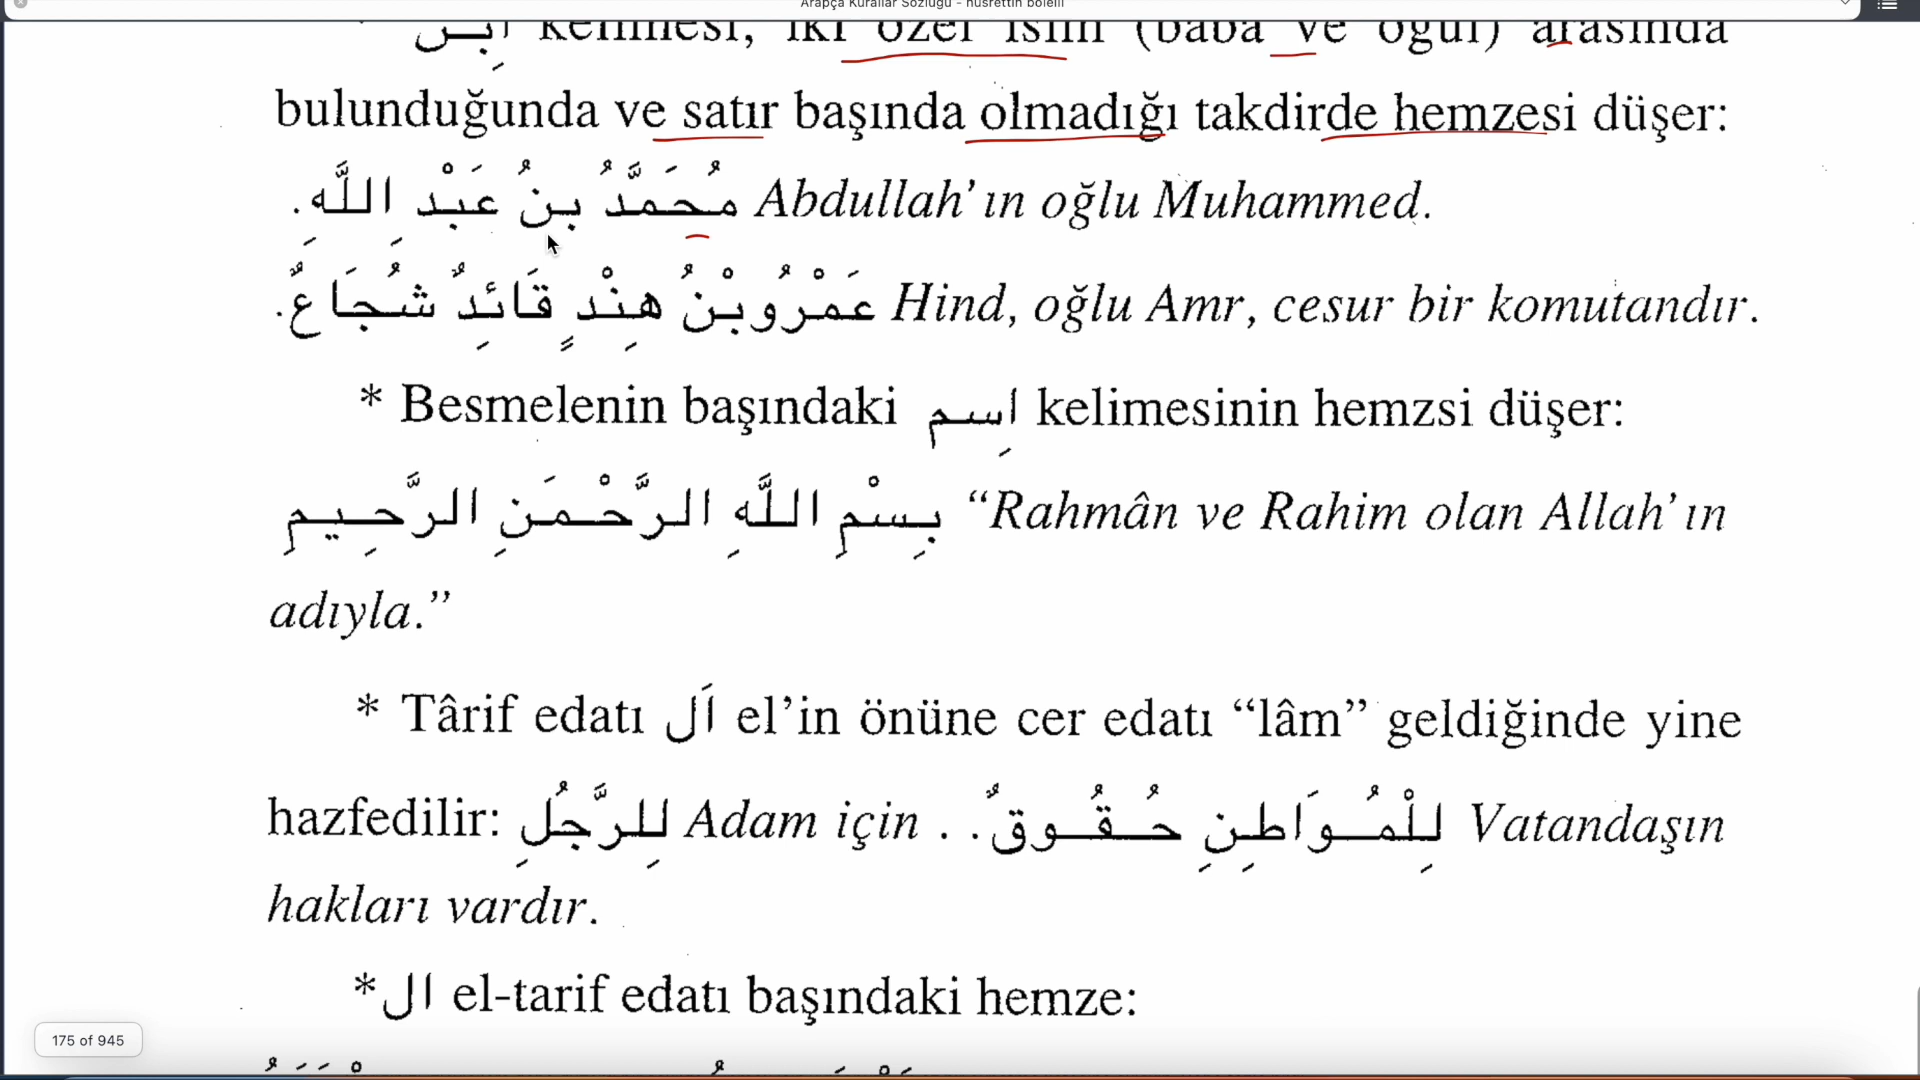 Arapça Kurallar Sözlüğü - nusrettin bolelli
اِبن kelimesi, iki özel isim (baba ve oğul) arasında
bulunduğunda ve satır başında olmadığı takdirde hemzesi düşer:
مُحَمَّدُ بنُ عَبْدِ اللَّهِ. Abdullah’ın oğlu Muhammed.
عَمْرُوبْنُ هِنْدٍ قَائِدٌ شُجَاعٌ. Hind, oğlu Amr, cesur bir komutandır.
* Besmelenin başındaki اِسم kelimesinin hemzsi düşer:
بِسْمِ اللَّهِ الرَّحْمَنِ الرَّحِيمِ “Rahmân ve Rahim olan Allah’ın
adıyla.”
* Târif edatı اَل el’in önüne cer edatı “lâm” geldiğinde yine
hazfedilir: لِلرَّجُلِ Adam için . . لِلْمُوَاطِنِ حُقُوقٌ Vatandaşın
hakları vardır.
* ال el-tarif edatı başındaki hemze:
175 of 945